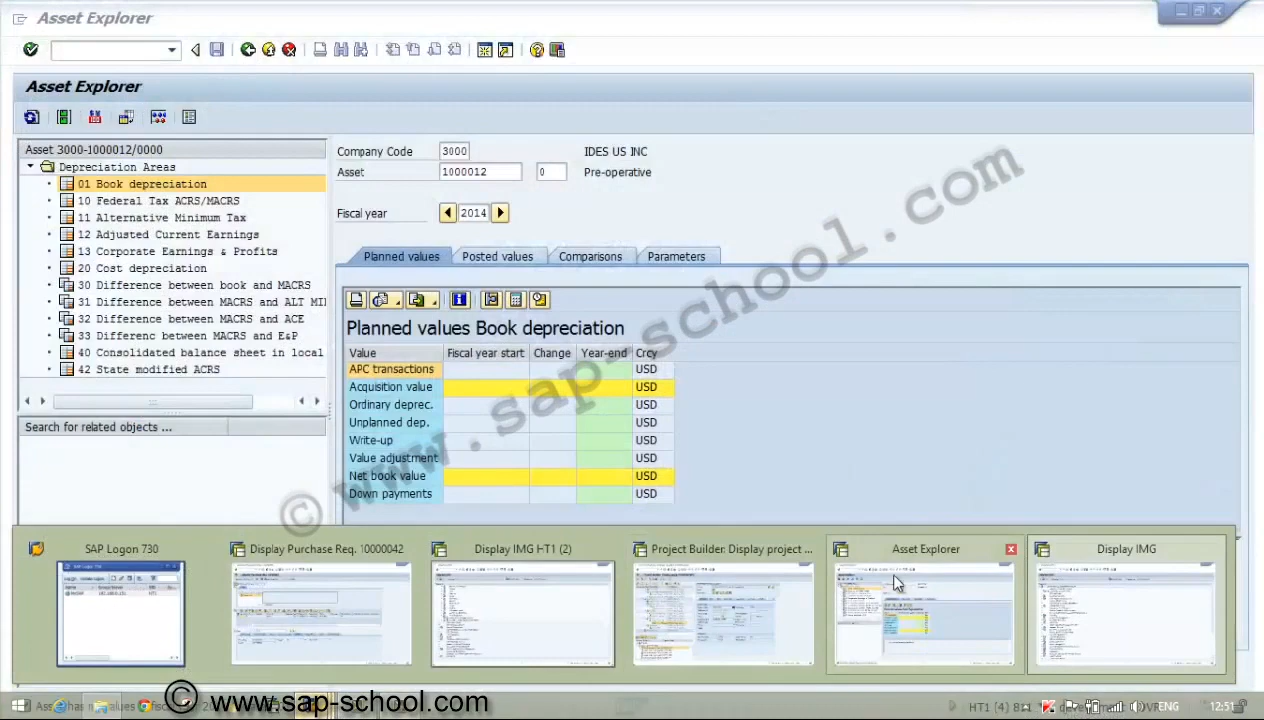 Asset Explorer
Asset Explorer
Asset 3000-1000012/0000
Depreciation Areas
01 Book depreciation
10 Federal Tax ACRS/MACRS
11 Alternative Minimum Tax
12 Adjusted Current Earnings
13 Corporate Earnings & Profits
20 Cost depreciation
30 Difference between book and MACRS
31 Difference between MACRS and ALT MI
32 Difference between MACRS and ACE
33 Differenc between MACRS and E&P
40 Consolidated balance sheet in local
42 State modified ACRS
Search for related objects ...
Company Code 3000 IDES US INC
Asset 1000012 0 Pre-operative
Fiscal year 2014
Planned values Posted values Comparisons Parameters
Planned values Book depreciation
Value Fiscal year start Change Year-end Crcy
APC transactions USD
Acquisition value USD
Ordinary deprec. USD
Unplanned dep. USD
Write-up USD
Value adjustment USD
Net book value USD
Down payments USD
© www.sap-school.com
SAP Logon 730 Display Purchase Req. 10000042 Display IMG HT1 (2) Project Builder: Display project ... Asset Explorer Display IMG
© www.sap-school.com
HT1 (4) ENG 12:51